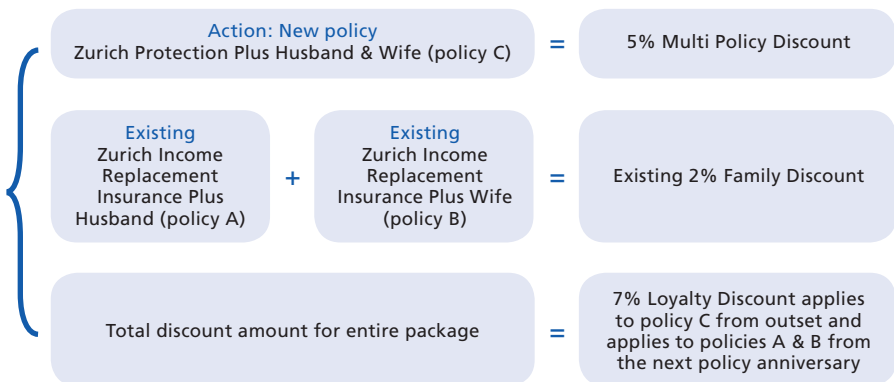 Action: New policy
Zurich Protection Plus Husband & Wife (policy C)
=
5% Multi Policy Discount
Existing
Zurich Income
Replacement
Insurance Plus
Husband (policy A)
+
Existing
Zurich Income
Replacement
Insurance Plus Wife
(policy B)
=
Existing 2% Family Discount
Total discount amount for entire package
=
7% Loyalty Discount applies
to policy C from outset and
applies to policies A & B from
the next policy anniversary